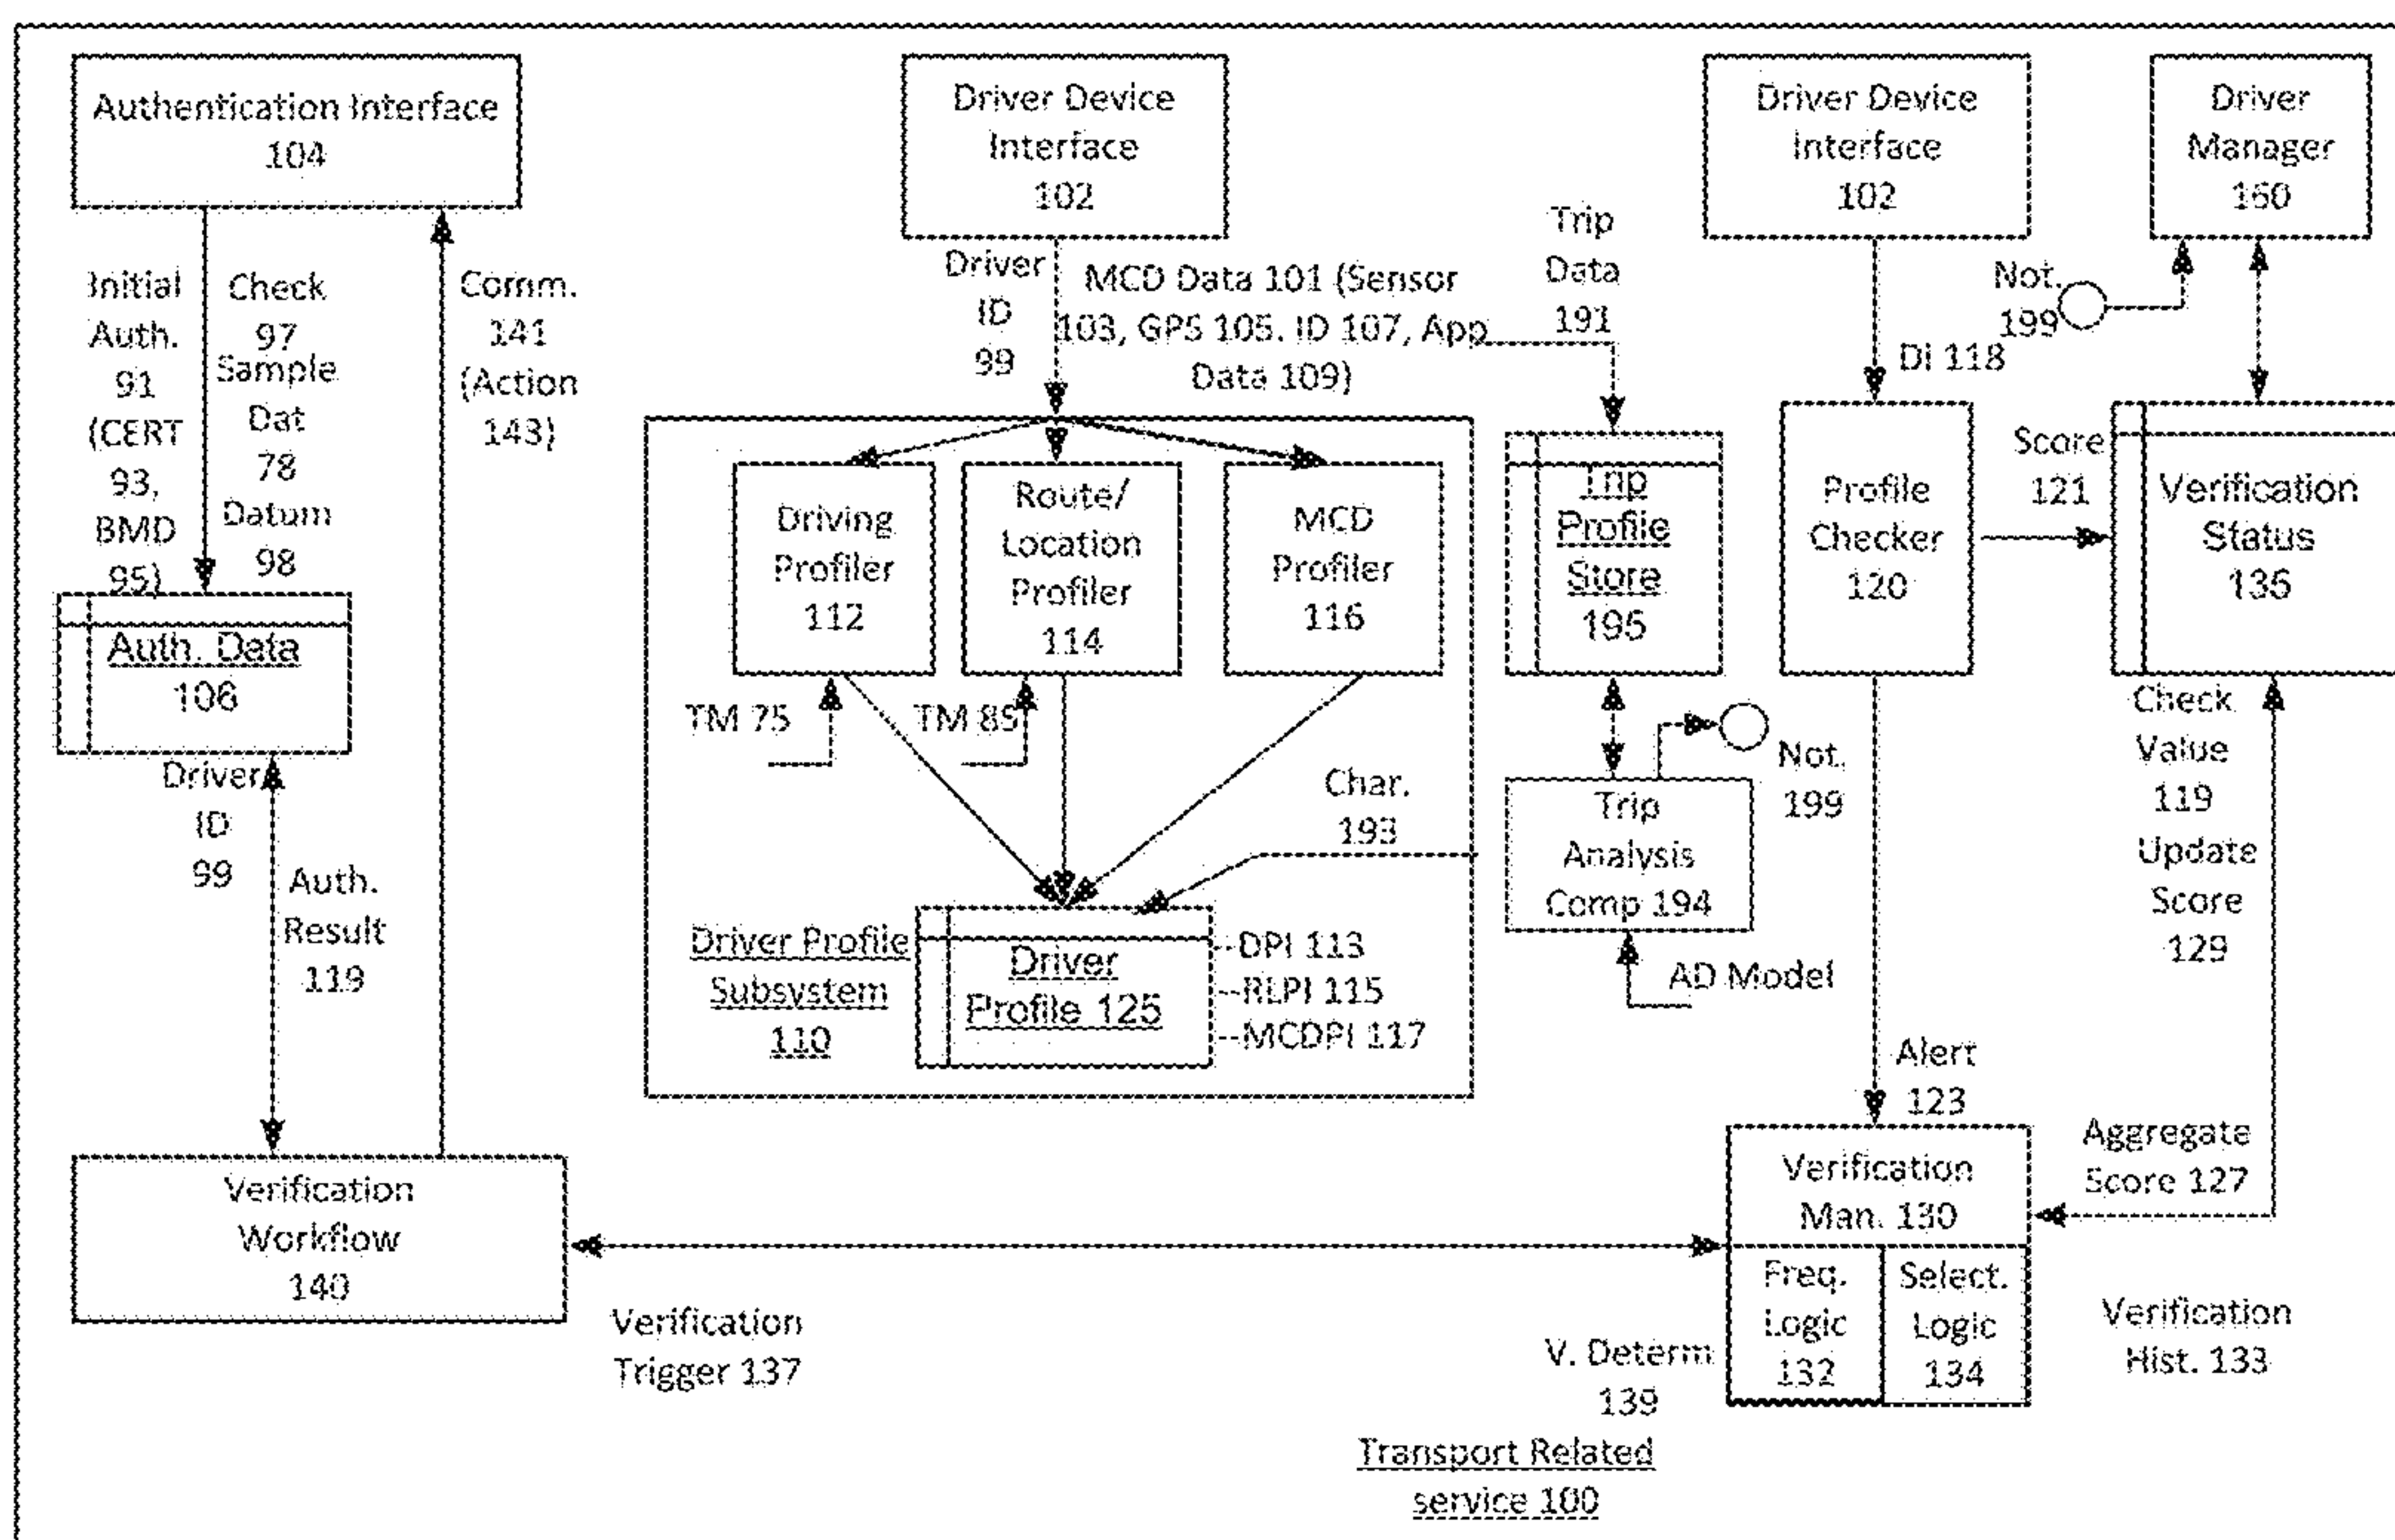 Authentication Interface
104
Driver Device
Interface
102
Driver Device
Interface
102
Driver
Manager
160
Initial
Auth.
91
(CERT
93,
BMD
95)
Check
97
Sample
Dat
78
Datum
98
Comm.
141
(Action
143)
Driver
ID
99
MCD Data 101 (Sensor
103, GPS 105. ID 107, App
Data 109)
Trip
Data
191
DI 118
Not.
199
Auth. Data
106
Driving
Profiler
112
Route/
Location
Profiler
114
MCD
Profiler
116
Trip
Profile
Store
195
Profile
Checker
120
Score
121
Verification
Status
135
TM 75
TM 85
Char.
193
Not.
199
Check
Value
119
Update
Score
129
Driver
ID
99
Auth.
Result
119
Driver Profile
Subsystem
110
Driver
Profile 125
DPI 113
RLPI 115
MCDPI 117
Trip
Analysis
Comp 194
AD Model
Alert
123
Verification
Workflow
140
Verification
Trigger 137
Verification
Man. 130
Freq.
Logic
132
Select.
Logic
134
Aggregate
Score 127
Verification
Hist. 133
V. Determ
139
Transport Related
service 100